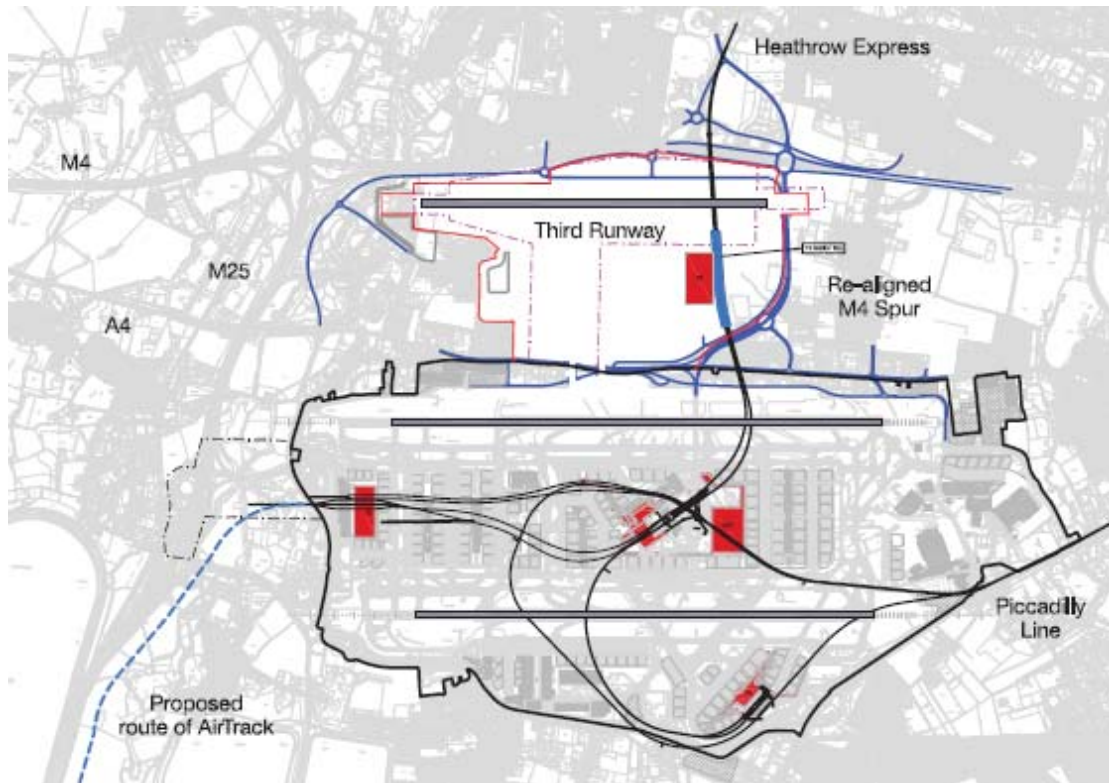 Heathrow Express
M4
Third Runway
M25
Re-aligned
M4 Spur
A4
Piccadilly
Line
Proposed
route of AirTrack